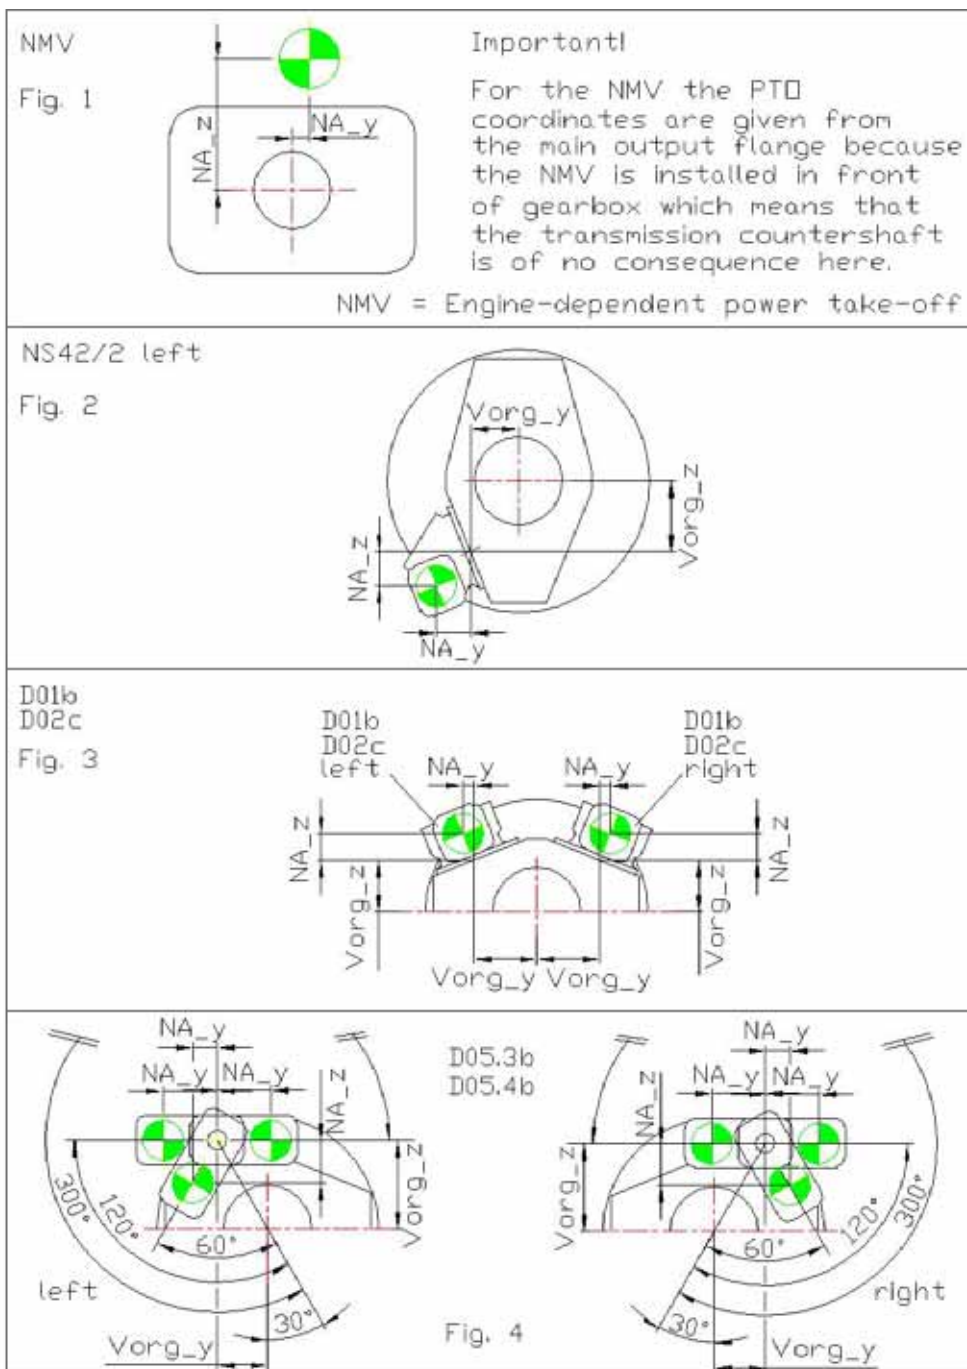 NMV
Fig. 1
NA_z
NA_y
Important!
For the NMV the PTO
coordinates are given from
the main output flange because
the NMV is installed in front
of gearbox which means that
the transmission countershaft
is of no consequence here.
NMV = Engine-dependent power take-off
NS42/2 left
Fig. 2
Vorg_y
Vorg_z
NA_z
NA_y
D01b
D02c
Fig. 3
D01b
D02c
left
D01b
D02c
right
NA_y
NA_y
NA_z
NA_z
Vorg_z
Vorg_z
Vorg_y
Vorg_y
NA_y
NA_y
NA_y
NA_z
Vorg_z
300°
120°
60°
30°
left
Vorg_y
D05.3b
D05.4b
Fig. 4
NA_y
NA_y
NA_y
NA_z
Vorg_z
120°
300°
60°
30°
right
Vorg_y